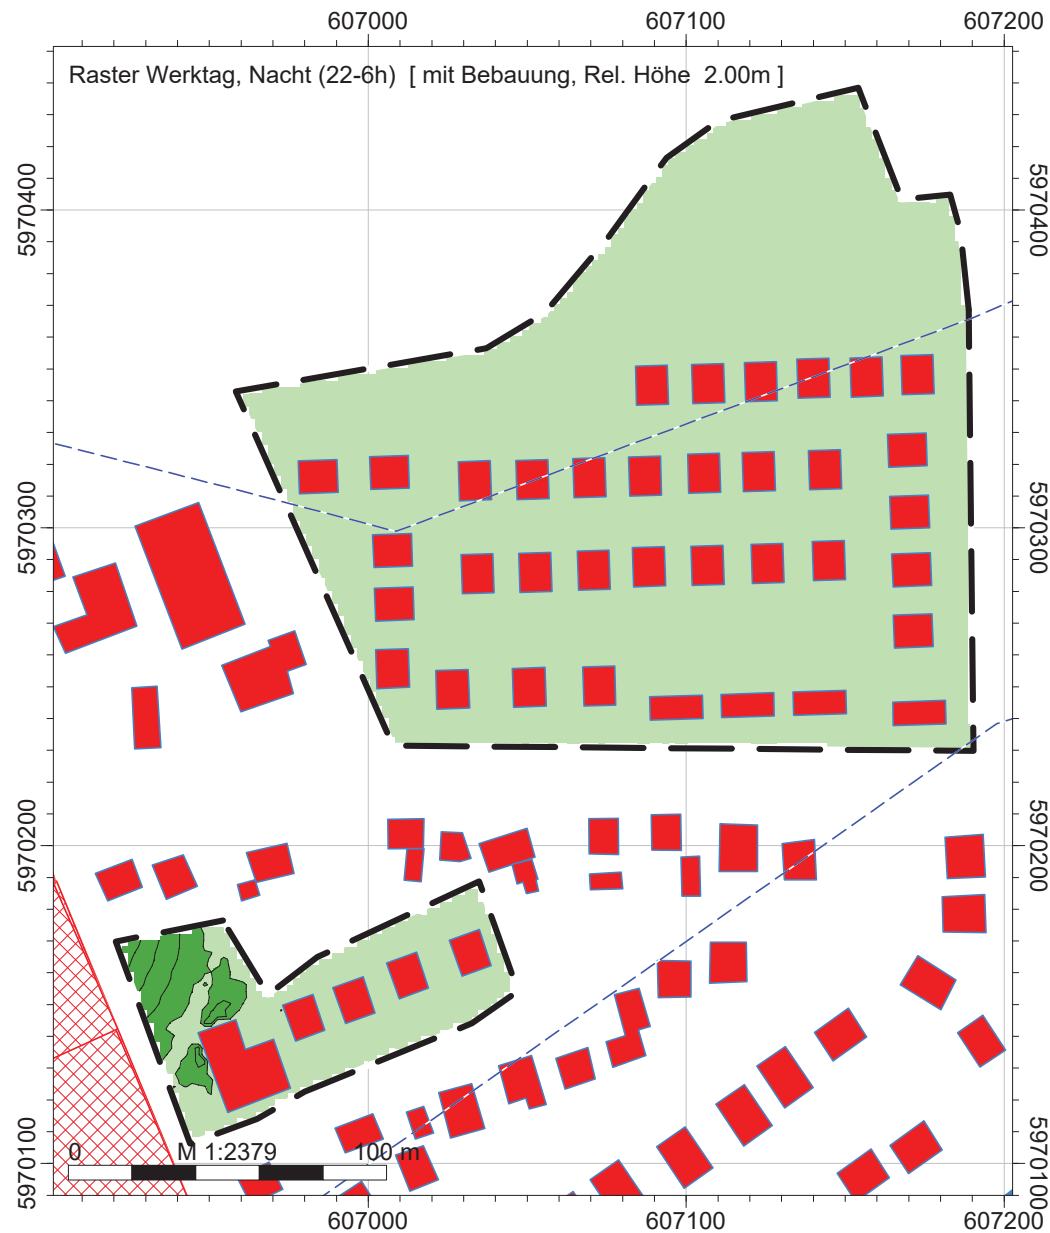 607000 607100 607200
Raster Werktag, Nacht (22-6h) [ mit Bebauung, Rel. Höhe 2.00m ]
5970400 5970400
5970300 5970300
5970200 5970200
5970100 5970100
0 M 1:2379 100 m
607000 607100 607200